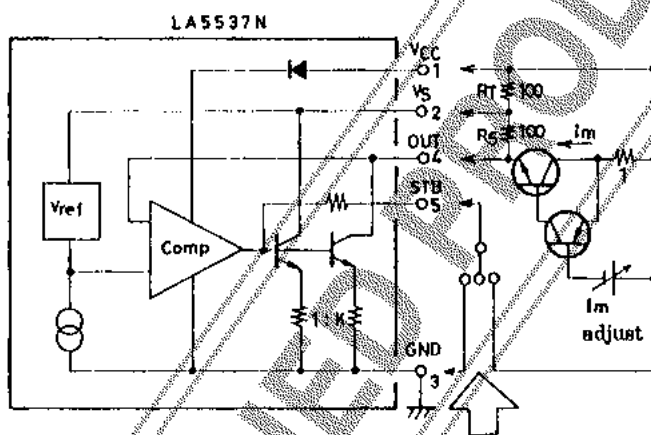 LA5537N
VCC
1
RT 100
VS
2
RS 100
Im
OUT
4
1
STB
5
Vref
Comp
1 : K
Im
adjust
GND
3